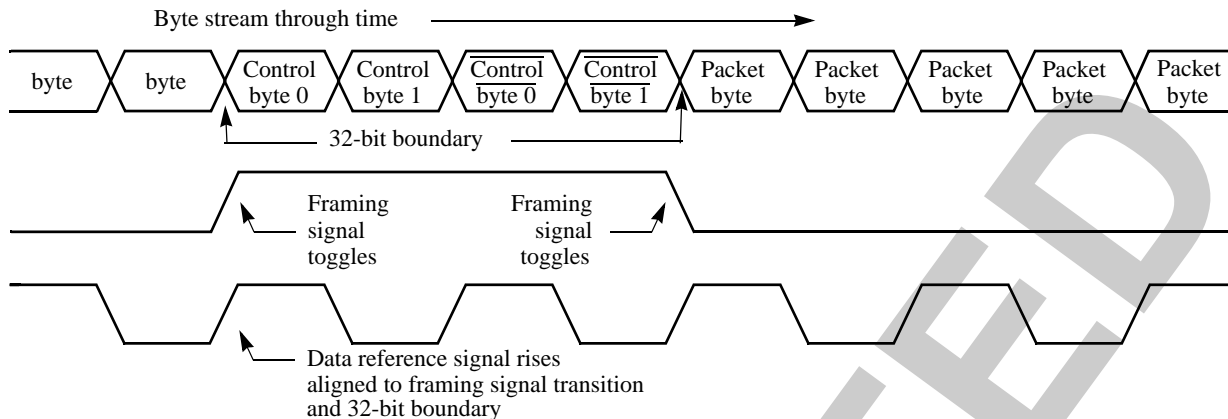 Byte stream through time
byte byte Control byte 0 Control byte 1 Control byte 0 Control byte 1 Packet byte Packet byte Packet byte Packet byte Packet byte
32-bit boundary
Framing signal toggles
Framing signal toggles
Data reference signal rises
aligned to framing signal transition
and 32-bit boundary